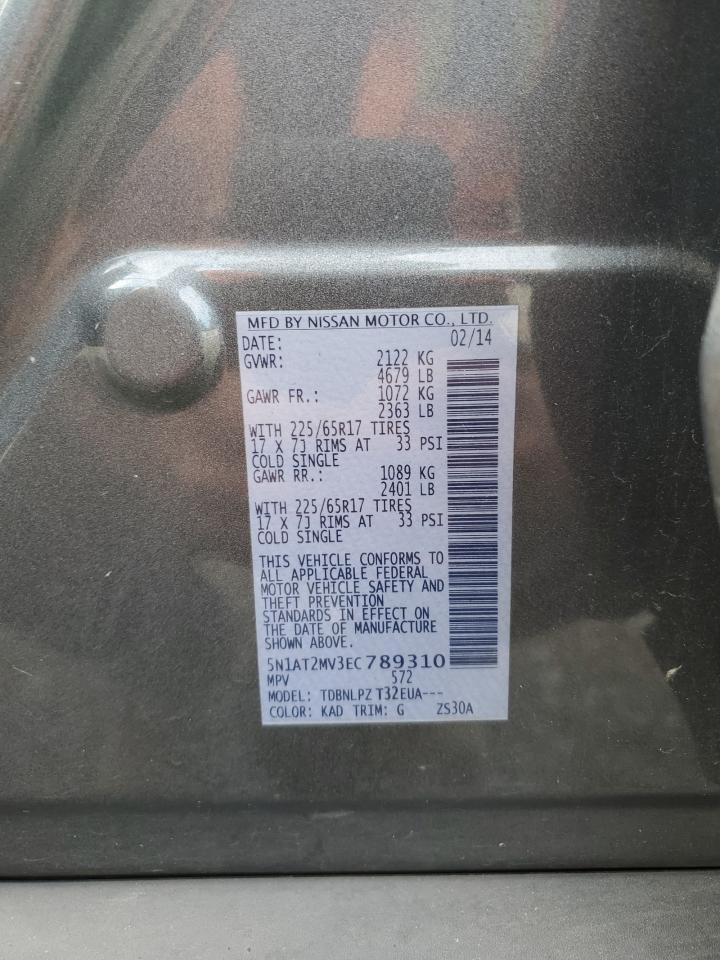 MFD BY NISSAN MOTOR CO., LTD.
DATE: 02/14
GVWR: 2122 KG
4679 LB
GAWR FR.: 1072 KG
2363 LB
WITH 225/65R17 TIRES
17 X 7J RIMS AT 33 PSI
COLD SINGLE
GAWR RR.: 1089 KG
2401 LB
WITH 225/65R17 TIRES
17 X 7J RIMS AT 33 PSI
COLD SINGLE
THIS VEHICLE CONFORMS TO
ALL APPLICABLE FEDERAL
MOTOR VEHICLE SAFETY AND
THEFT PREVENTION
STANDARDS IN EFFECT ON
THE DATE OF MANUFACTURE
SHOWN ABOVE.
5N1AT2MV3EC789310
MPV 572
MODEL: TDBNLPZ T32EUA---
COLOR: KAD TRIM: G ZS30A